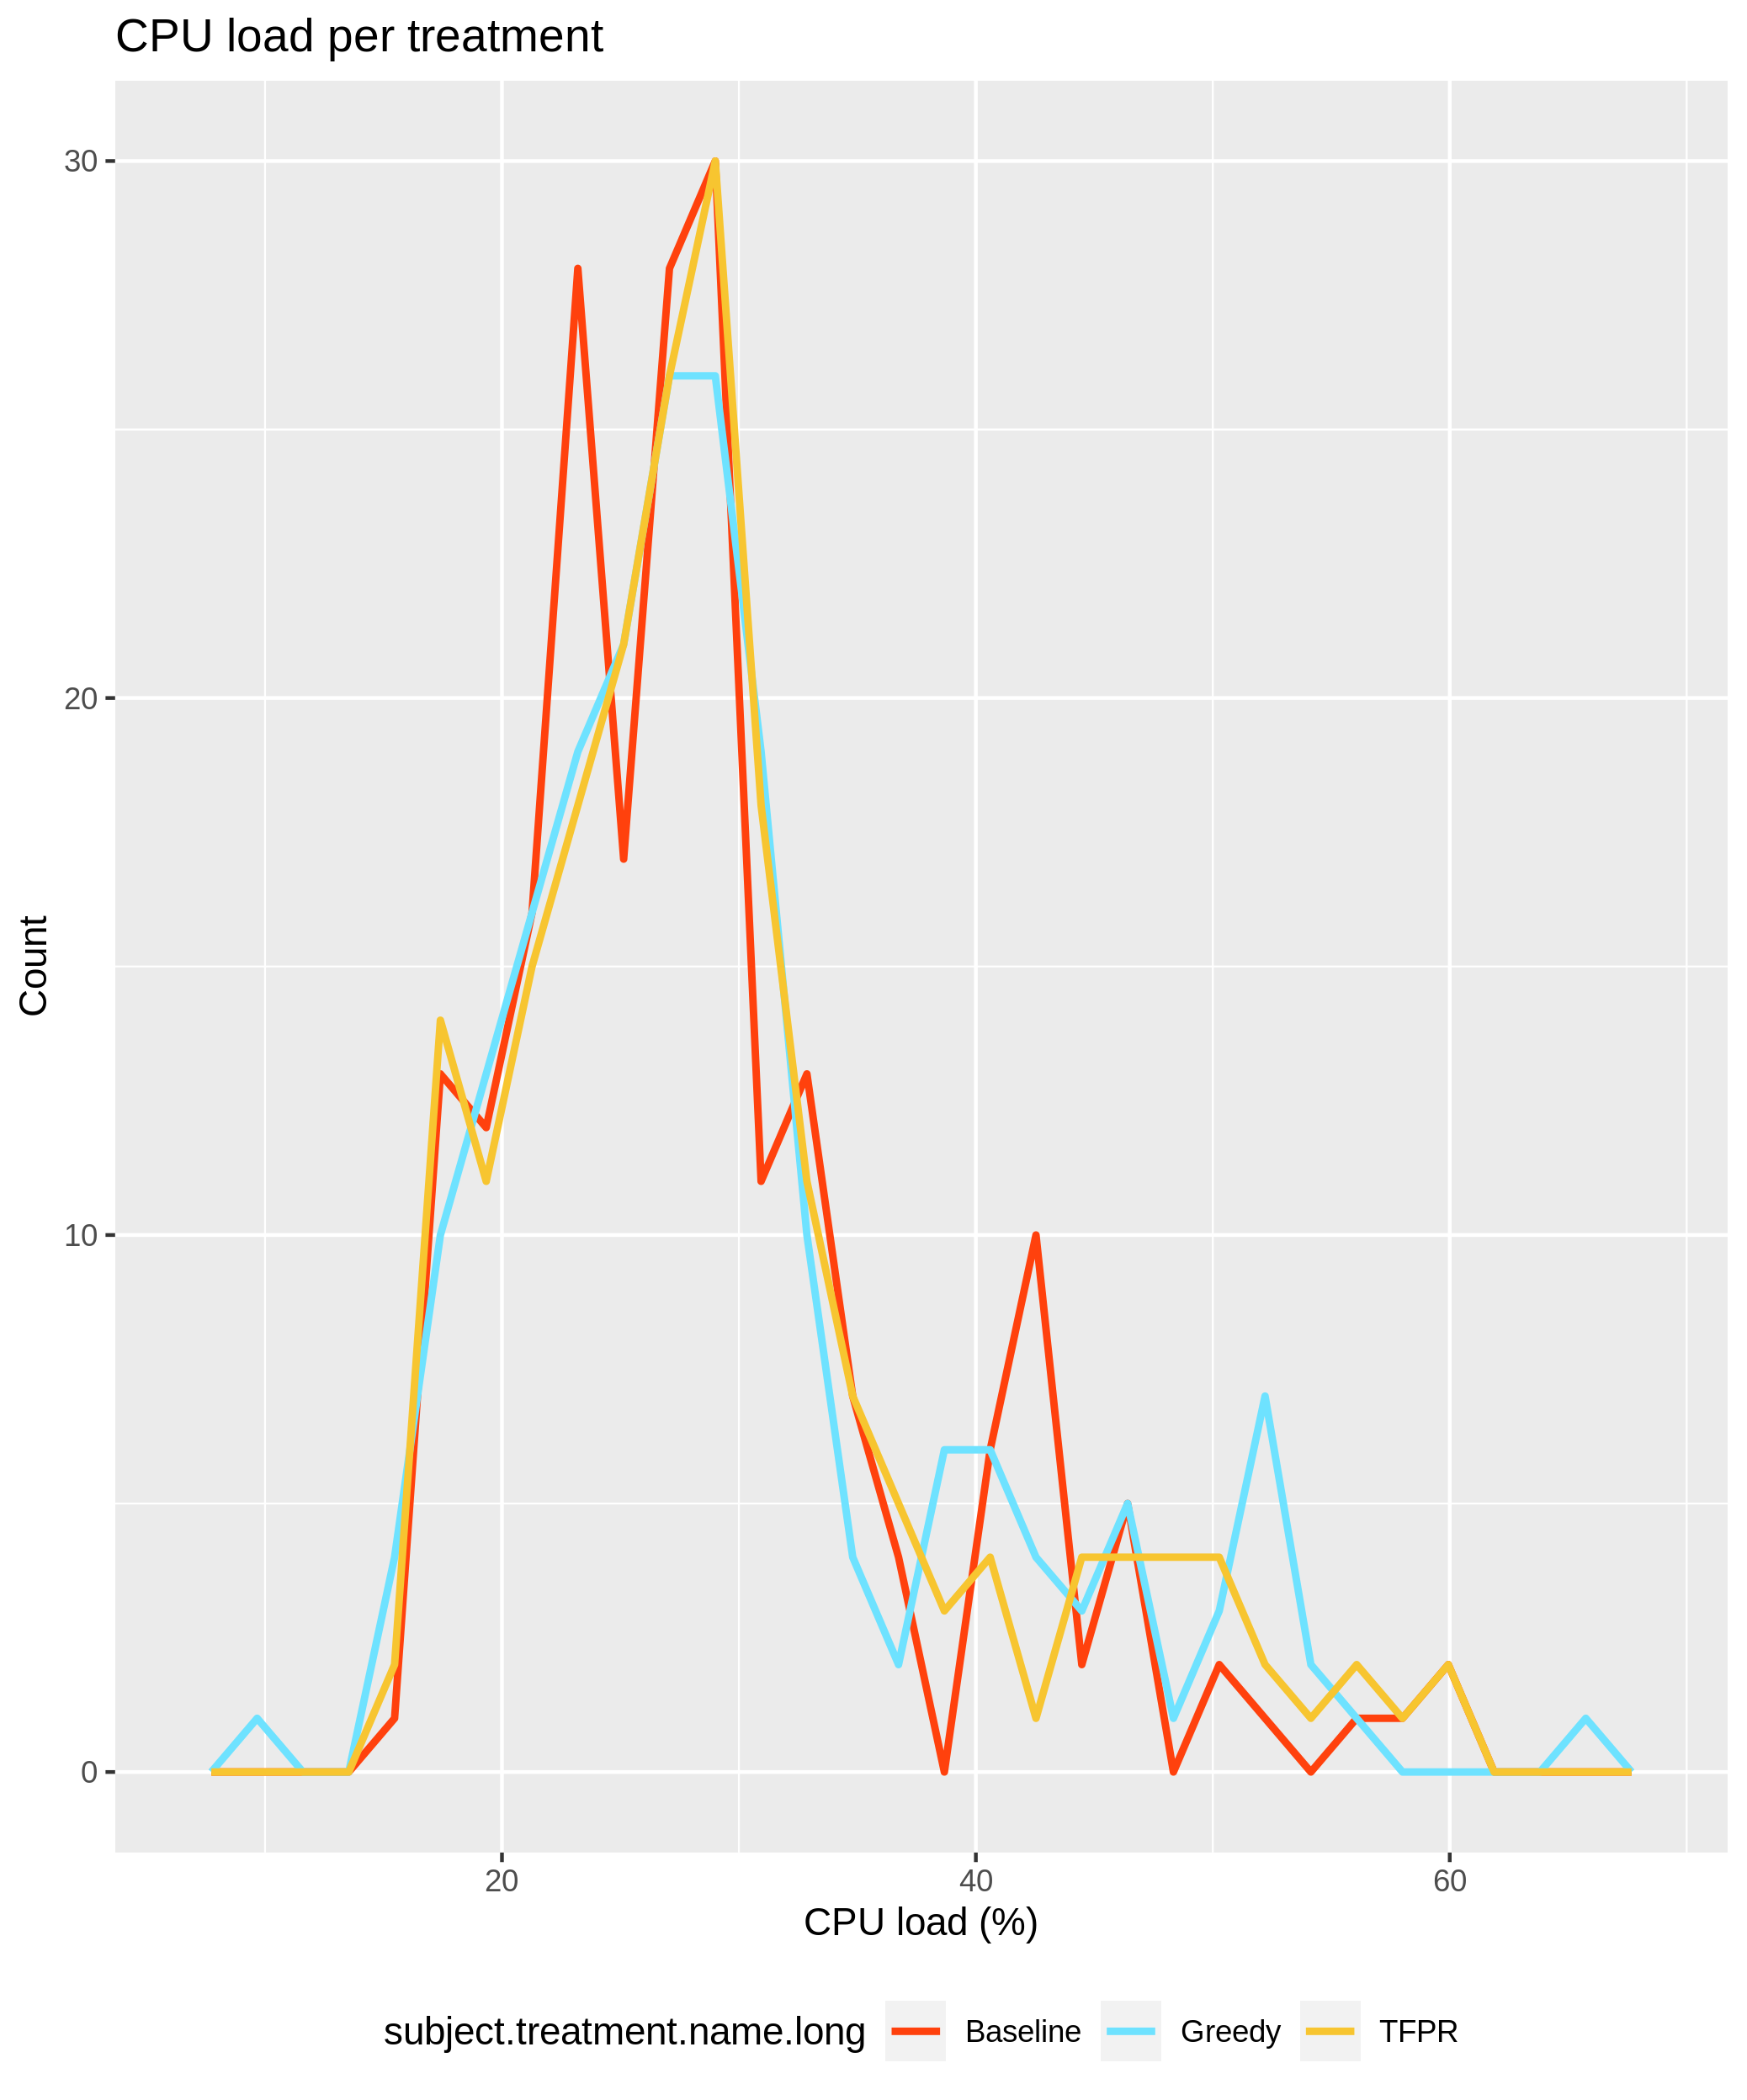 CPU load per treatment
30
20
10
0
Count
20 40 60
CPU load (%)
subject.treatment.name.long Baseline Greedy TFPR